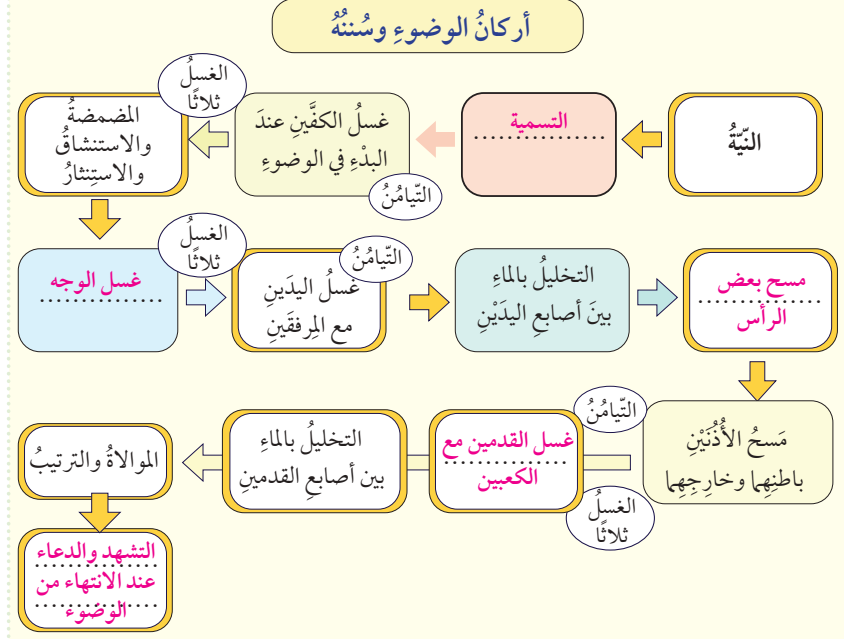 أركانُ الوضوءِ وسُننُهُ
النّيّةُ
التسمية
غسلُ الكفَّينِ عندَ
البدْءِ في الوضوءِ
التّيامُنُ
الغسلُ
ثلاثًا
المضمضةُ
والاستنشاقُ
والاستِنثارُ
غسل الوجه
الغسلُ
ثلاثًا
غسلُ اليدَينِ
مع المِرفقَينِ
التّيامُنُ
التخليلُ بالماءِ
بينَ أصابعِ اليدَيْنِ
مسح بعض
الرأس
مَسحُ الأُذُنَيْنِ
باطنِهِما وخارِجِهِما
التّيامُنُ
غسل القدمين مع
الكعبين
الغسلُ
ثلاثًا
التخليلُ بالماءِ
بين أصابعِ القدمينِ
الموالاةُ والترتيبُ
التشهد والدعاء
عند الانتهاء من
الوضوء